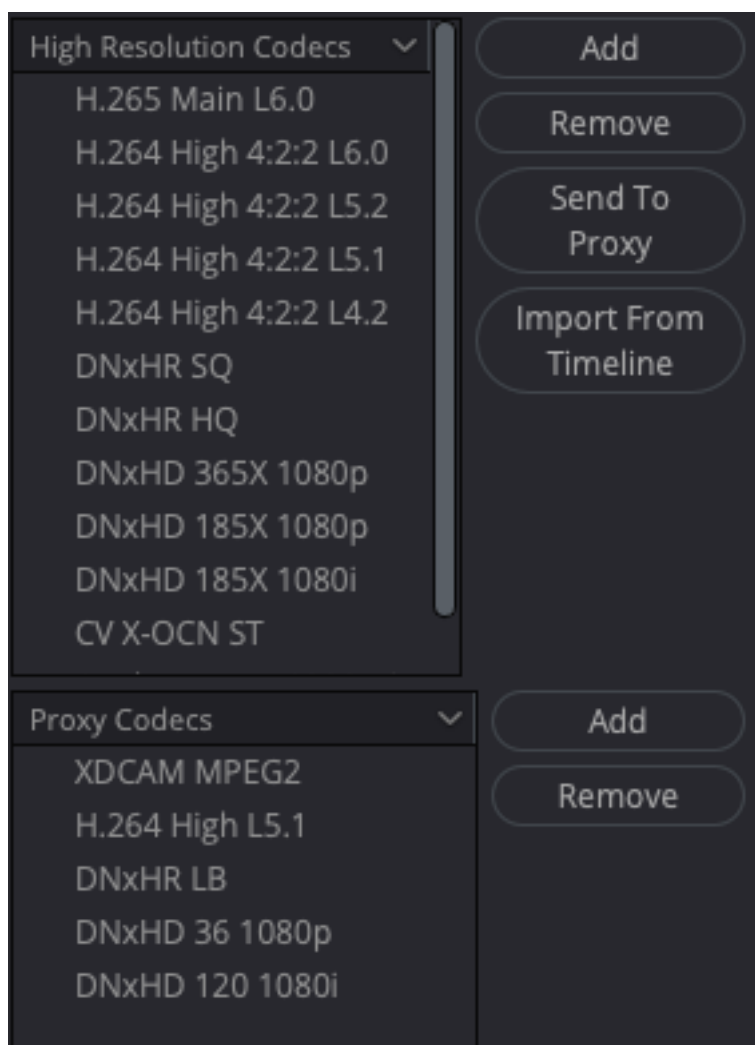 High Resolution Codecs
H.265 Main L6.0
H.264 High 4:2:2 L6.0
H.264 High 4:2:2 L5.2
H.264 High 4:2:2 L5.1
H.264 High 4:2:2 L4.2
DNxHR SQ
DNxHR HQ
DNxHD 365X 1080p
DNxHD 185X 1080p
DNxHD 185X 1080i
CV X-OCN ST
Add
Remove
Send To
Proxy
Import From
Timeline
Proxy Codecs
XDCAM MPEG2
H.264 High L5.1
DNxHR LB
DNxHD 36 1080p
DNxHD 120 1080i
Add
Remove